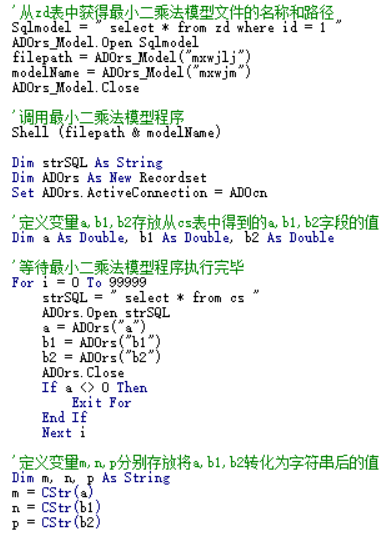 '从zd表中获得最小二乘法模型文件的名称和路径
Sqlmodel = " select * from zd where id = 1 "
ADOrs_Model.Open Sqlmodel
filepath = ADOrs_Model("mxwjlj")
modelName = ADOrs_Model("mxwjm")
ADOrs_Model.Close
'调用最小二乘法模型程序
Shell (filepath & modelName)
Dim strSQL As String
Dim ADOrs As New Recordset
Set ADOrs.ActiveConnection = ADOcn
'定义变量a,b1,b2存放从cs表中得到的a,b1,b2字段的值
Dim a As Double, b1 As Double, b2 As Double
'等待最小二乘法模型程序执行完毕
For i = 0 To 99999
strSQL = " select * from cs "
ADOrs.Open strSQL
a = ADOrs("a")
b1 = ADOrs("b1")
b2 = ADOrs("b2")
ADOrs.Close
If a <> 0 Then
Exit For
End If
Next i
'定义变量m,n,p分别存放将a,b1,b2转化为字符串后的值
Dim m, n, p As String
m = CStr(a)
n = CStr(b1)
p = CStr(b2)